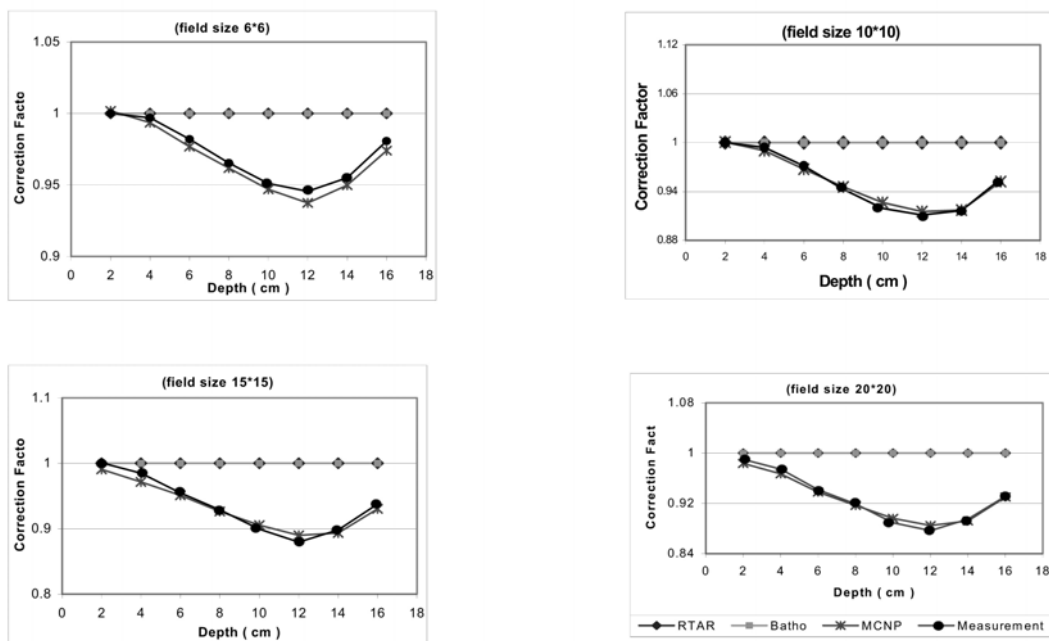 (field size 6*6)
1.05
1
0.95
0.9
Correction Facto
0 2 4 6 8 10 12 14 16 18
Depth ( cm )
(field size 10*10)
1.12
1.06
1
0.94
0.88
Correction Factor
0 2 4 6 8 10 12 14 16 18
Depth ( cm )
(field size 15*15)
1.1
1
0.9
0.8
Correction Facto
0 2 4 6 8 10 12 14 16 18
Depth ( cm )
(field size 20*20)
1.08
1
0.92
0.84
Correction Fact
0 2 4 6 8 10 12 14 16 18
Depth ( cm )
RTAR Batho MCNP Measurement